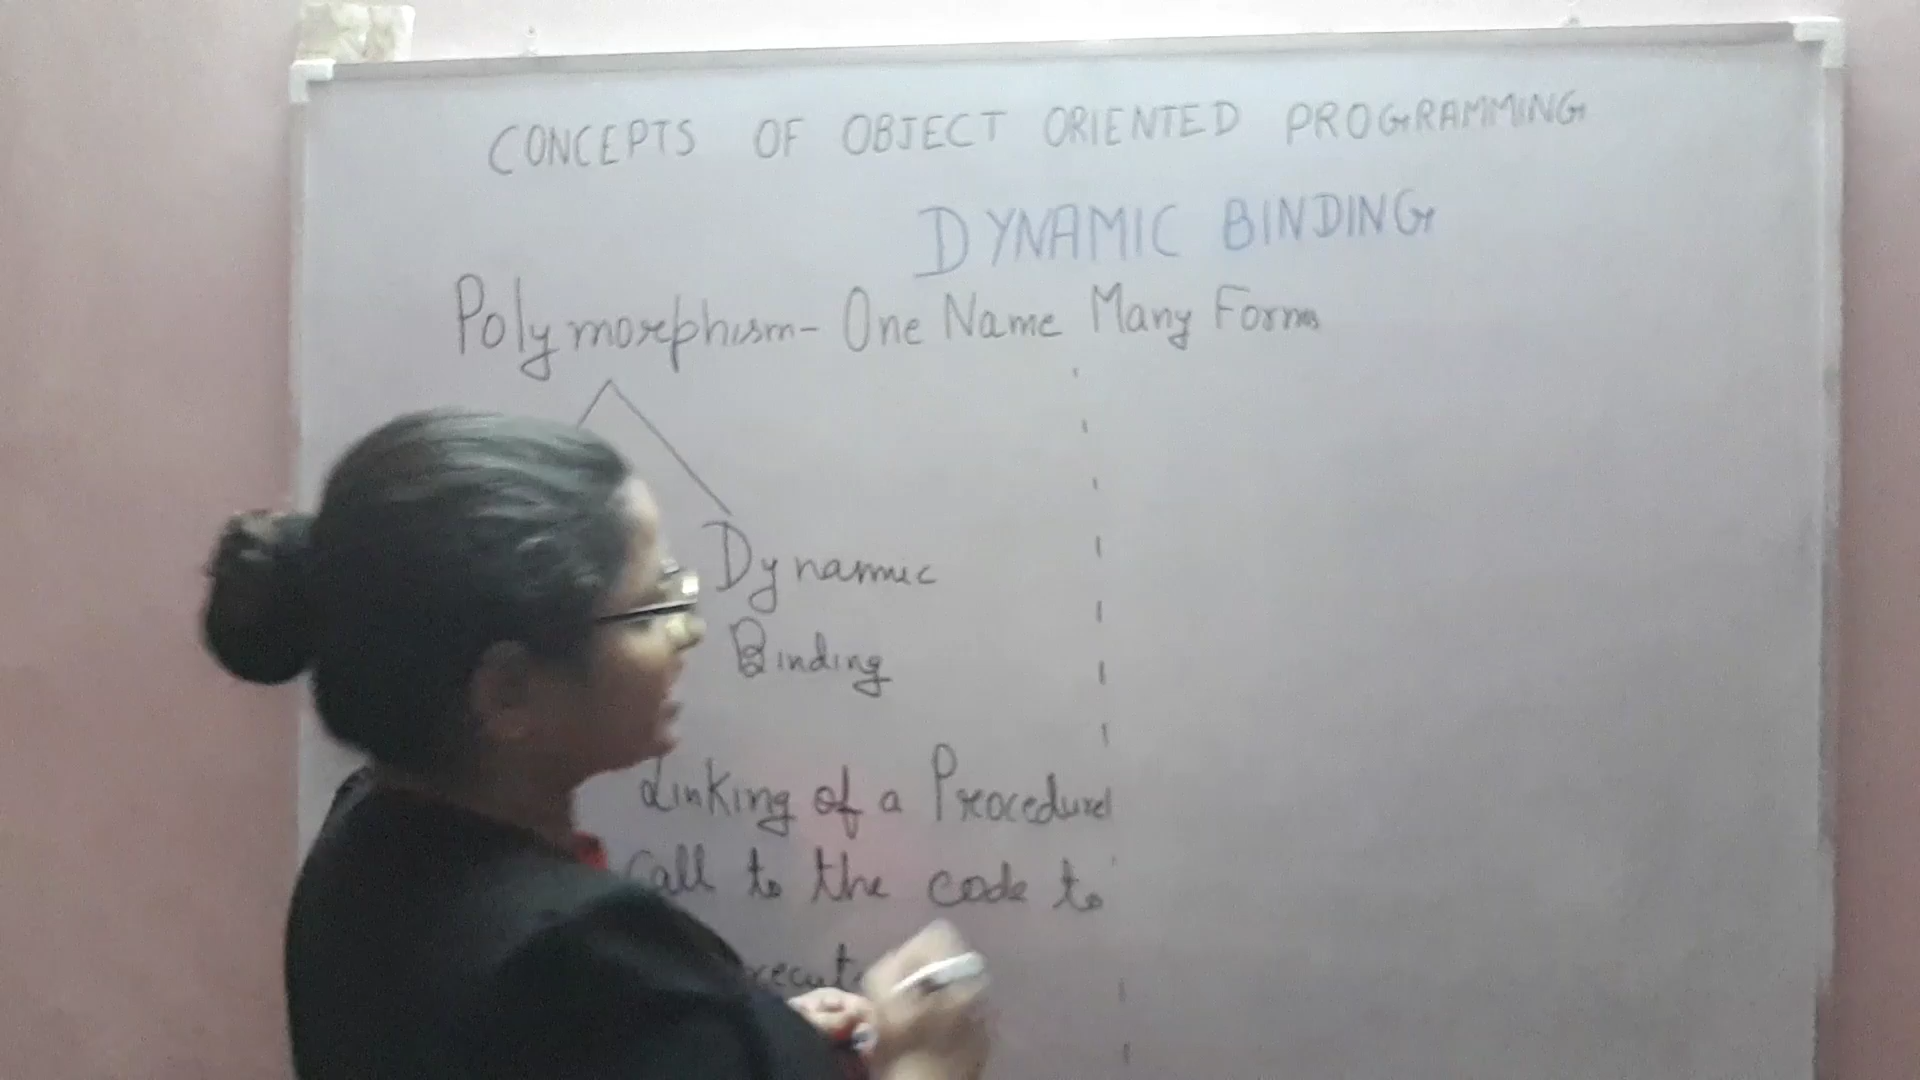 CONCEPTS OF OBJECT ORIENTED PROGRAMMING
DYNAMIC BINDING
Polymorphism- One Name Many Forms
Dynamic
Binding
Linking of a Procedural
Call to the code to